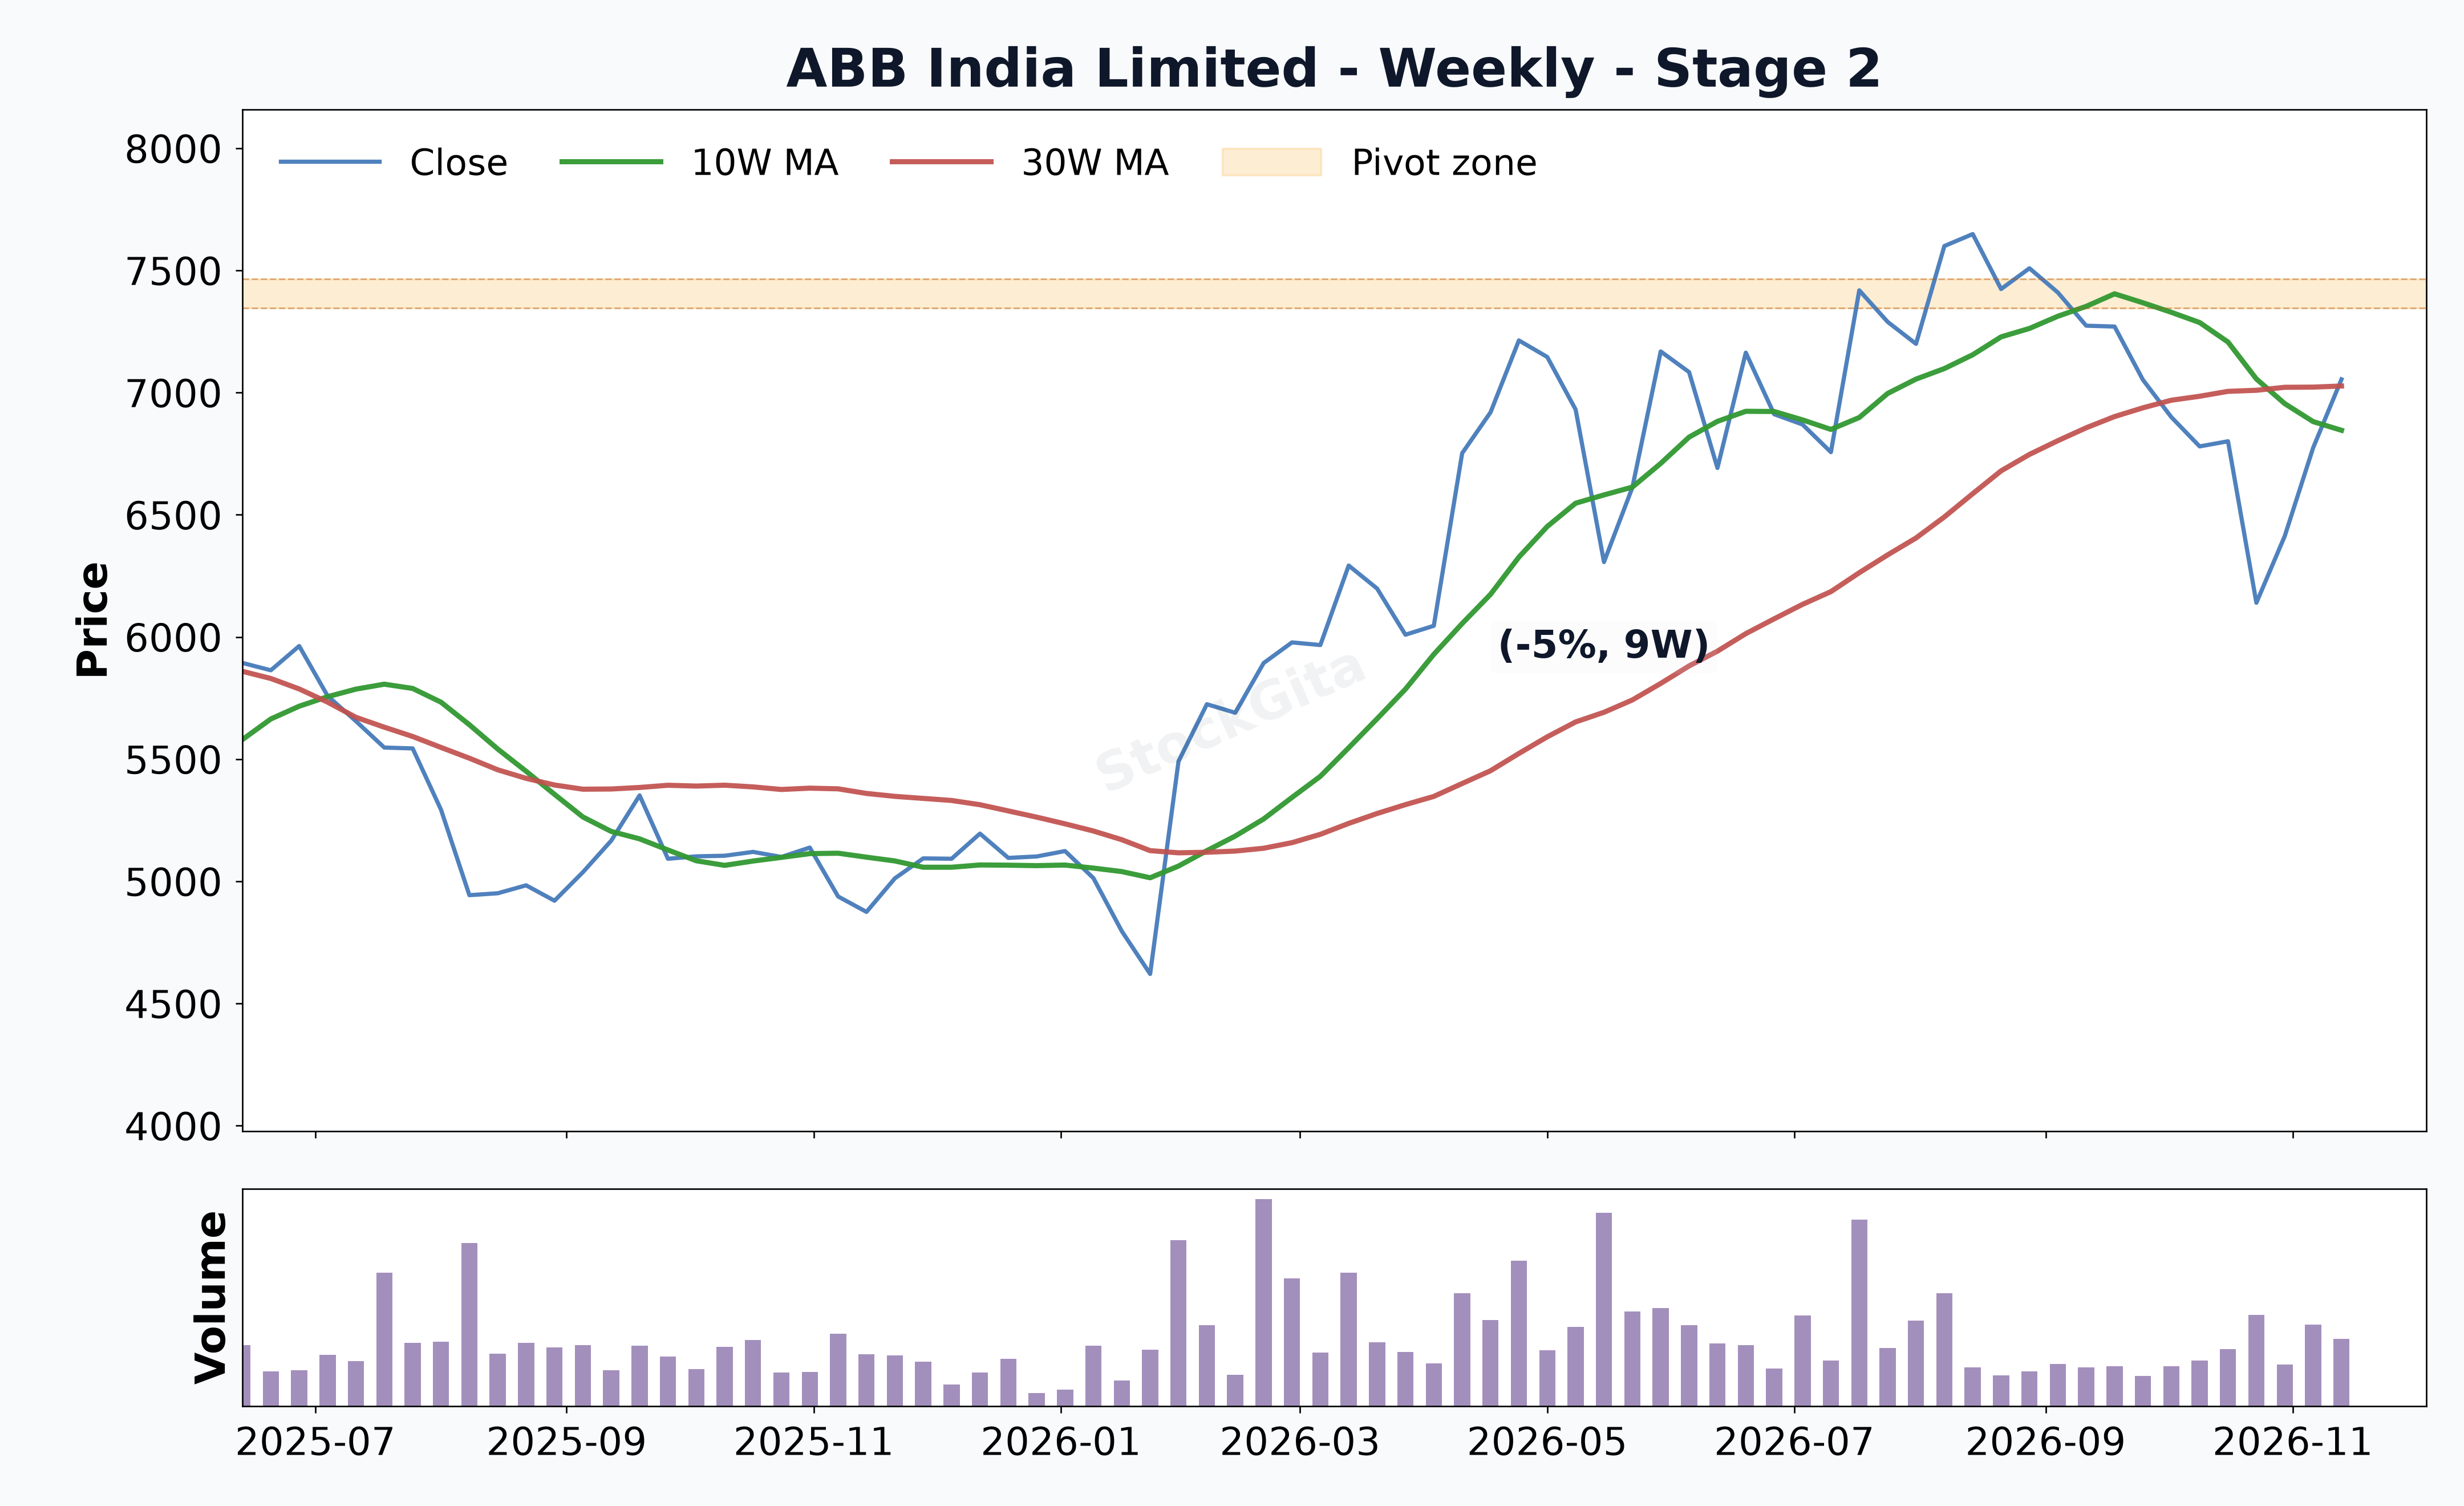 ABB India Limited - Weekly - Stage 2
Close 10W MA 30W MA Pivot zone
8000
7500
7000
6500
6000
5500
5000
4500
4000
Price
(-5%, 9W)
StockGita
Volume
2025-07 2025-09 2025-11 2026-01 2026-03 2026-05 2026-07 2026-09 2026-11